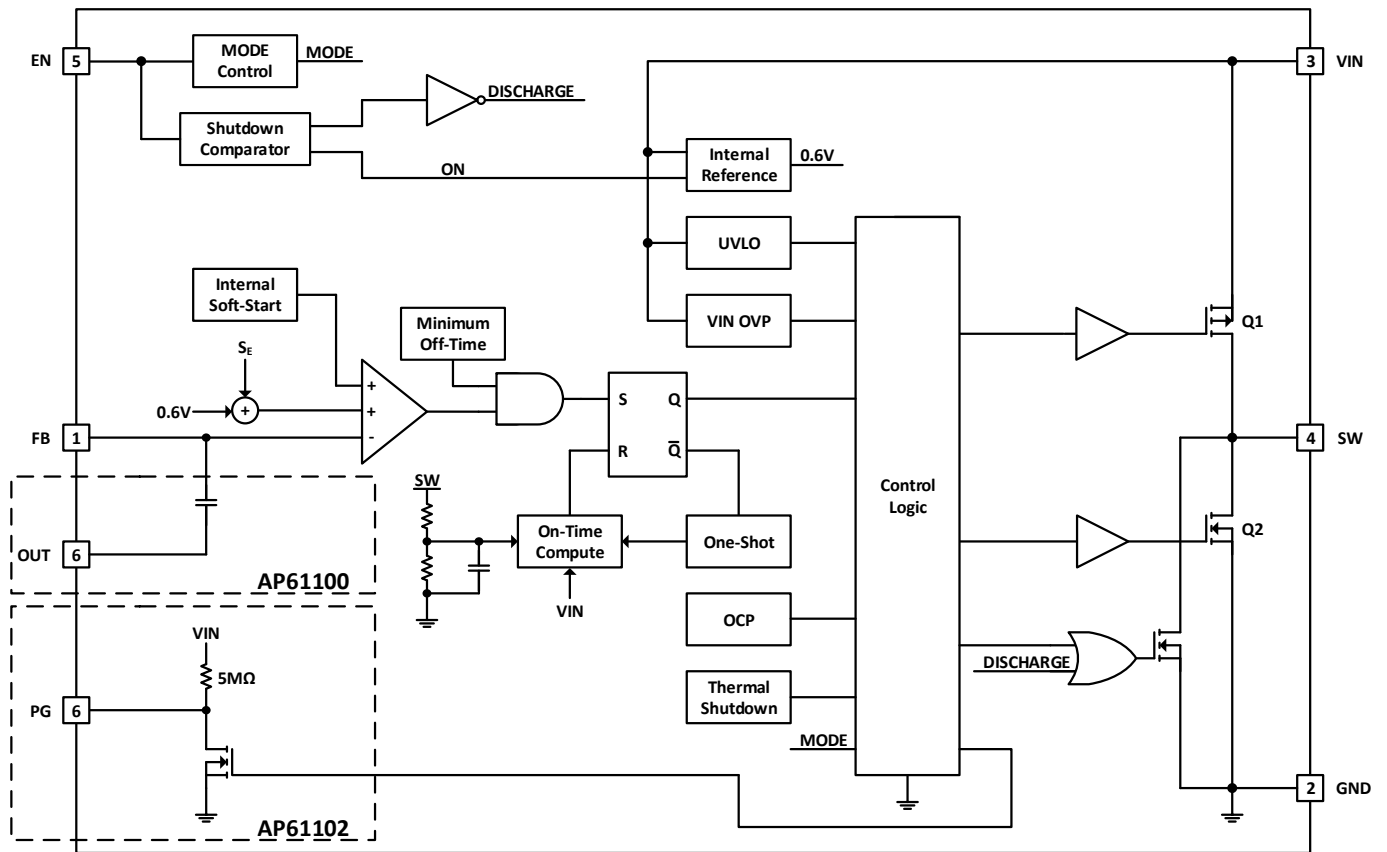 EN
5
MODE
Control
MODE
3
VIN
DISCHARGE
Shutdown
Comparator
Internal
Reference
0.6V
ON
UVLO
Internal
Soft-Start
Minimum
Off-Time
VIN OVP
Q1
SE
+
0.6V
+
+
-
S
Q
FB
1
4
SW
R
Q
SW
Control
Logic
On-Time
Compute
One-Shot
Q2
OUT
6
AP61100
VIN
OCP
VIN
5MΩ
DISCHARGE
PG
6
Thermal
Shutdown
MODE
2
GND
AP61102